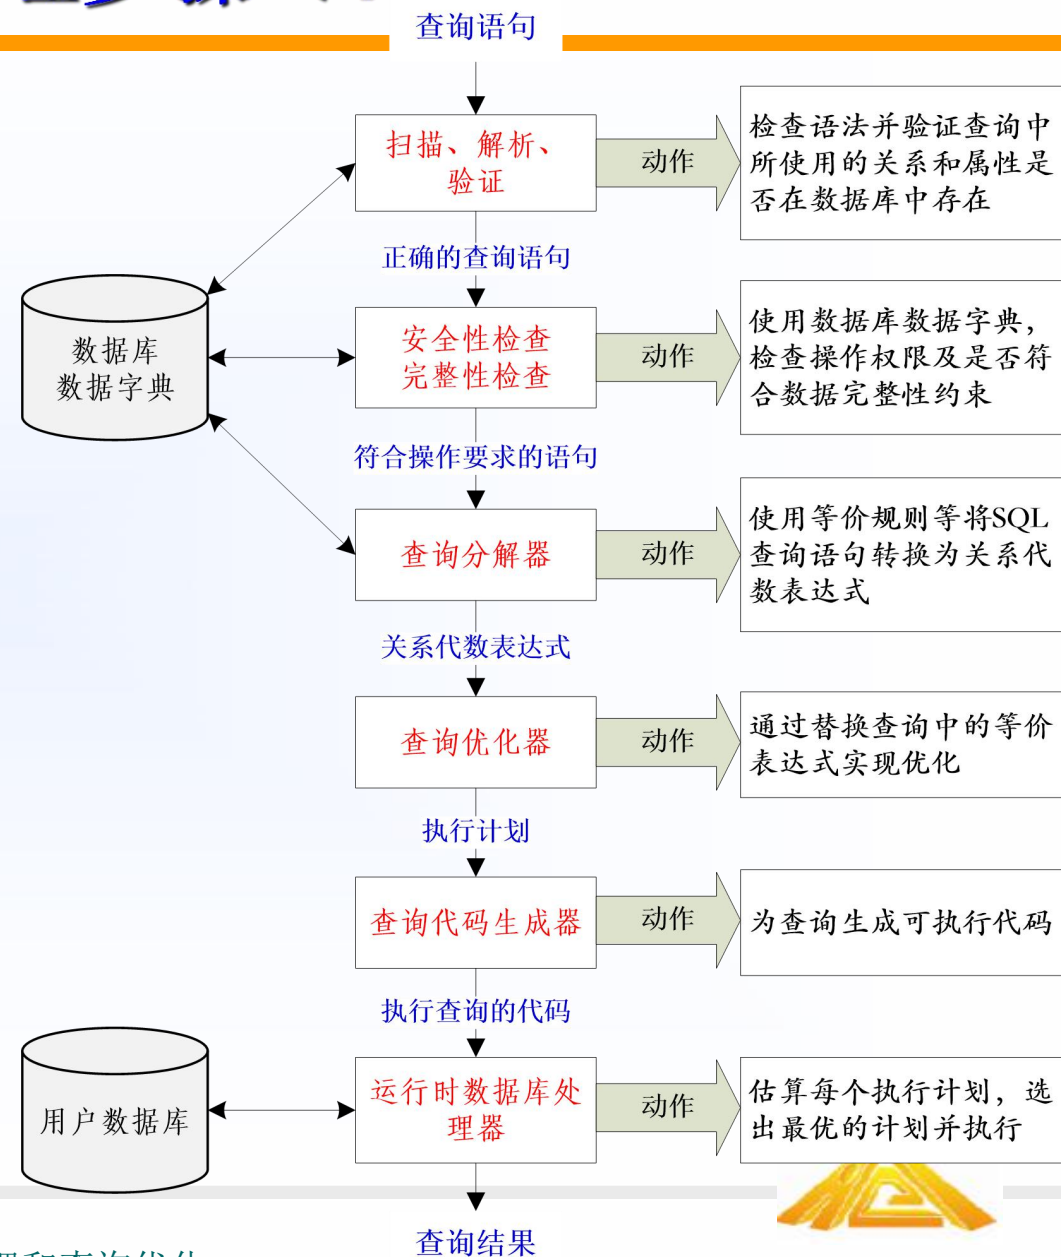 查询语句
扫描、解析、
验证
动作
检查语法并验证查询中
所使用的关系和属性是
否在数据库中存在
正确的查询语句
数据库
数据字典
安全性检查
完整性检查
动作
使用数据库数据字典，
检查操作权限及是否符
合数据完整性约束
符合操作要求的语句
查询分解器
动作
使用等价规则等将SQL
查询语句转换为关系代
数表达式
关系代数表达式
查询优化器
动作
通过替换查询中的等价
表达式实现优化
执行计划
查询代码生成器
动作
为查询生成可执行代码
执行查询的代码
用户数据库
运行时数据库处
理器
动作
估算每个执行计划，选
出最优的计划并执行
查询结果